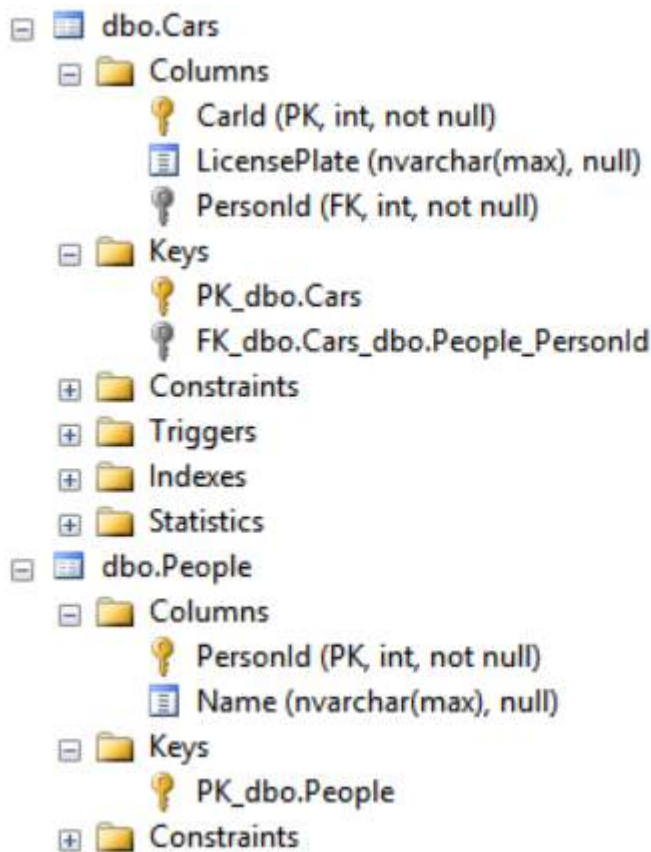 dbo.Cars
Columns
CarId (PK, int, not null)
LicensePlate (nvarchar(max), null)
PersonId (FK, int, not null)
Keys
PK_dbo.Cars
FK_dbo.Cars_dbo.People_PersonId
Constraints
Triggers
Indexes
Statistics
dbo.People
Columns
PersonId (PK, int, not null)
Name (nvarchar(max), null)
Keys
PK_dbo.People
Constraints